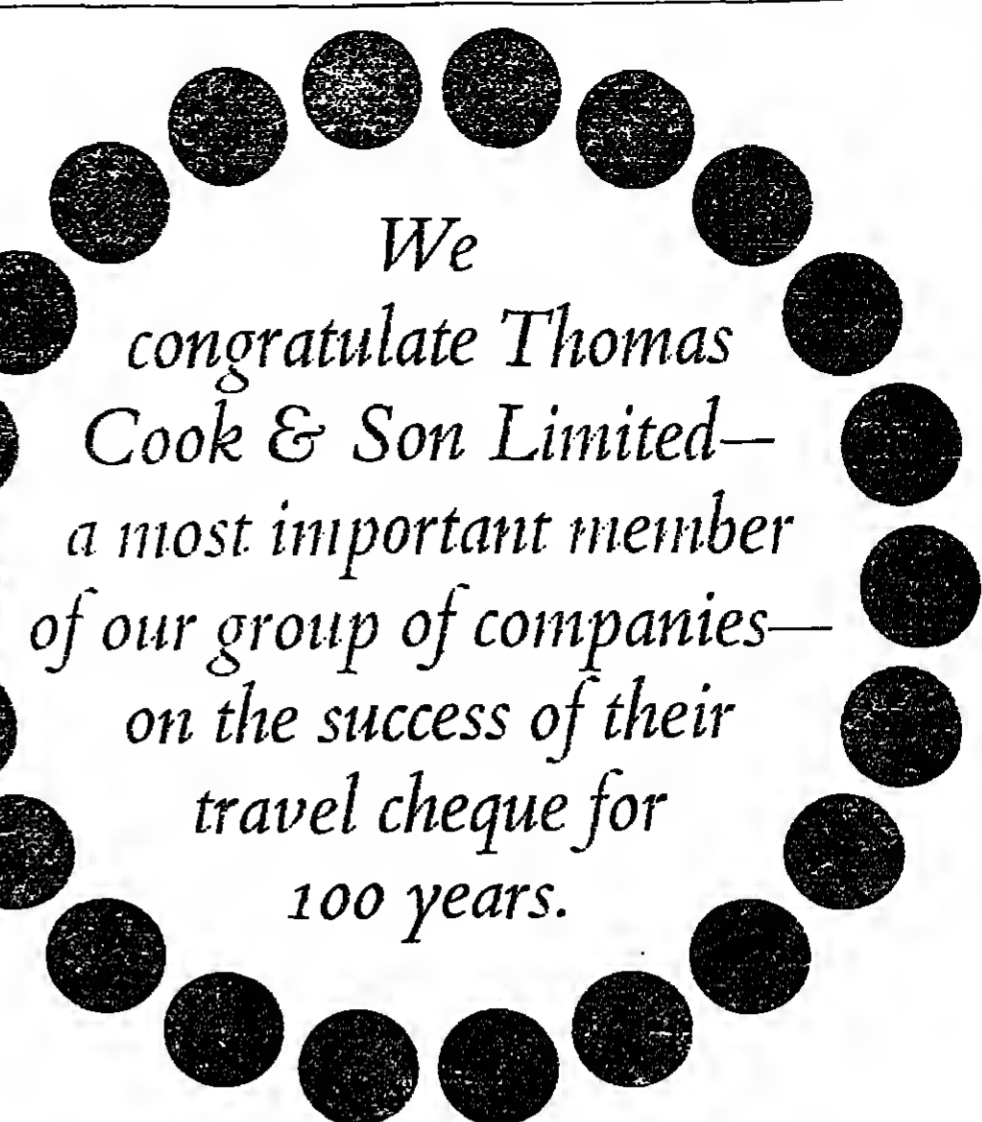 We
congratulate Thomas
Cook & Son Limited—
a most important member
of our group of companies—
on the success of their
travel cheque for
100 years.